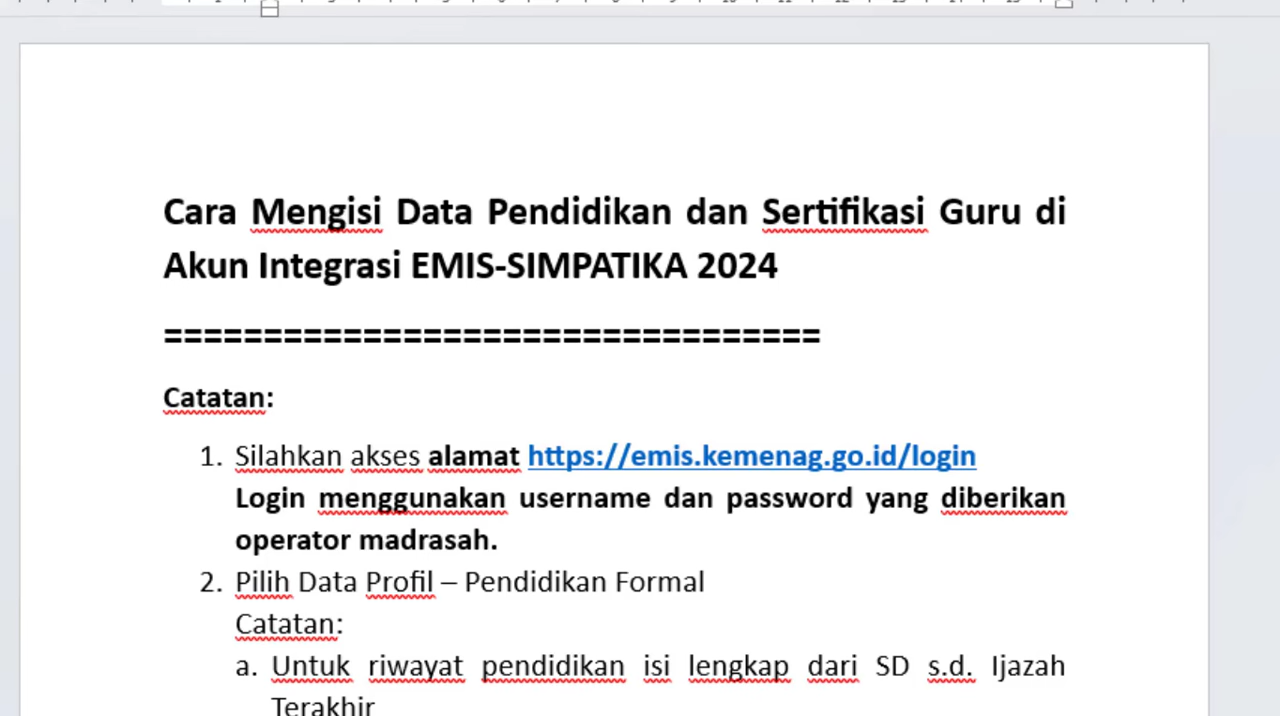 Cara Mengisi Data Pendidikan dan Sertifikasi Guru di
Akun Integrasi EMIS-SIMPATIKA 2024
=================================
Catatan:
1. Silahkan akses alamat https://emis.kemenag.go.id/login
Login menggunakan username dan password yang diberikan
operator madrasah.
2. Pilih Data Profil – Pendidikan Formal
Catatan:
a. Untuk riwayat pendidikan isi lengkap dari SD s.d. Ijazah
Terakhir